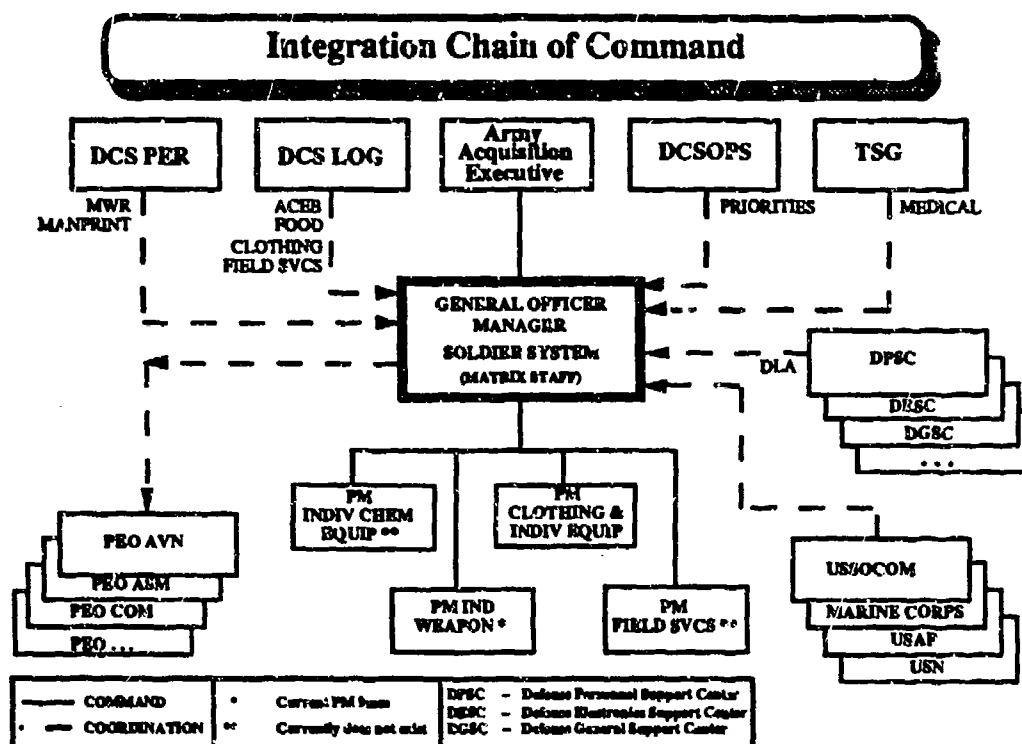 Integration Chain of Command
DCS PER
DCS LOG
Army
Acquisition
Executive
DCSOPS
TSG
MWR
MANPRINT
ACEB
FOOD
CLOTHING
FIELD SVCS
PRIORITIES
MEDICAL
GENERAL OFFICER
MANAGER
SOLDIER SYSTEM
(MATRIX STAFF)
DLA
DPSC
DESC
DGSC
...
PM
INDIV CHEM
EQUIP **
PM
CLOTHING &
INDIV EQUIP
PEO AVN
PEO ASM
PEO COM
PEO ...
PM IND
WEAPON *
PM
FIELD SVCS **
USSOCOM
MARINE CORPS
USAF
USN
COMMAND
COORDINATION
* Current PM 9mm
** Currently does not exist
DPSC - Defense Personnel Support Center
DESC - Defense Electronics Support Center
DGSC - Defense General Support Center